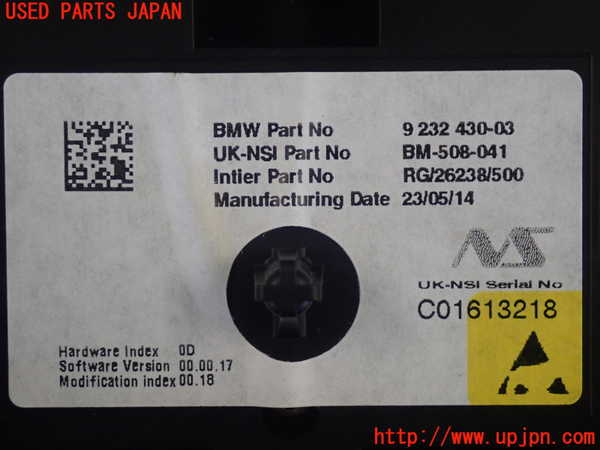 USED PARTS JAPAN
BMW Part No 9 232 430-03
UK-NSI Part No BM-508-041
Intier Part No RG/26238/500
Manufacturing Date 23/05/14
NS
UK-NSI Serial No
C01613218
Hardware Index 0D
Software Version 00.00.17
Modification index 00.18
http://www.upjpn.com